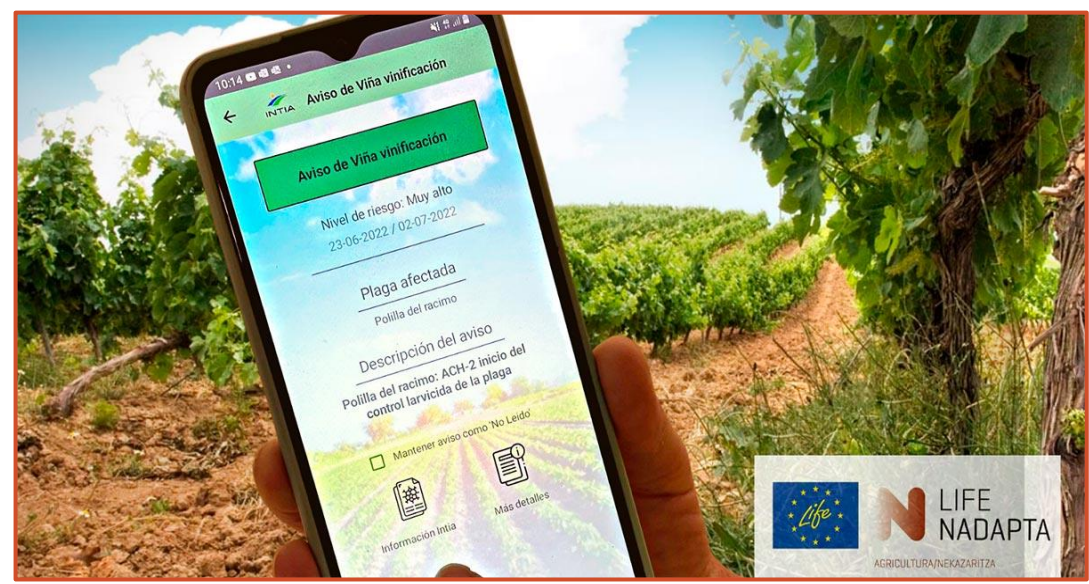 10:14
INTIA Aviso de Viña vinificación
Aviso de Viña vinificación
Nivel de riesgo: Muy alto
23-06-2022 / 02-07-2022
Plaga afectada
Polilla del racimo
Descripción del aviso
Polilla del racimo: ACH-2 inicio del
control larvicida de la plaga
Mantener aviso como 'No Leido'
Información Intia
Más detalles
Life
N LIFE
NADAPTA
AGRICULTURA/NEKAZARITZA